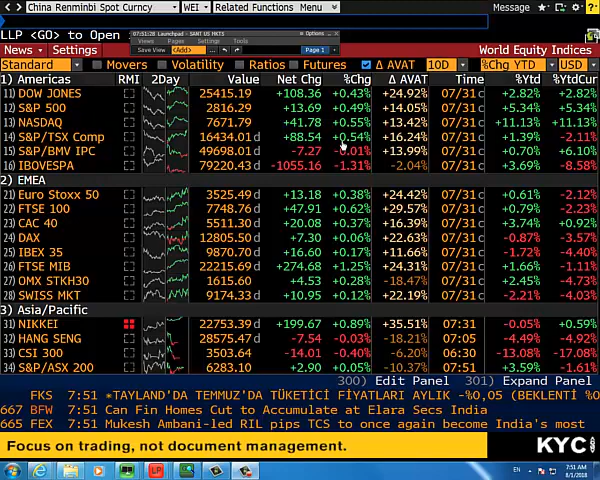 China Renminbi Spot Curncy WEI Related Functions Menu Message ?
LLP <GO> to Open
07:51:28 Launchpad - SANT US MKTS Options
Views Pages Tools
Save View <Add> Page 1
News Settings World Equity Indices
Standard Movers Volatility Ratios Futures Δ AVAT 10D %Chg YTD USD
1) Americas RMI 2Day Value Net Chg %Chg Δ AVAT Time %Ytd %YtdCur
11) DOW JONES 25415.19 +108.36 +0.43% +24.92% 07/31 c +2.82% +2.82%
12) S&P 500 2816.29 +13.69 +0.49% +14.05% 07/31 c +5.34% +5.34%
13) NASDAQ 7671.79 +41.78 +0.55% +13.42% 07/31 c +11.13% +11.13%
14) S&P/TSX Comp 16434.01 d +88.54 +0.54% +16.24% 07/31 c +1.39% -2.11%
15) S&P/BMV IPC 49698.01 d -7.27 -0.01% +13.99% 07/31 c +0.70% +6.10%
16) IBOVESPA 79220.43 d -1055.16 -1.31% -2.04% 07/31 c +3.69% -8.58%
2) EMEA
21) Euro Stoxx 50 3525.49 d +13.18 +0.38% +24.42% 07/31 c +0.61% -2.12%
22) FTSE 100 7748.76 d +47.91 +0.62% +29.57% 07/31 c +0.79% -2.23%
23) CAC 40 5511.30 d +20.08 +0.37% +16.39% 07/31 c +3.74% +0.92%
24) DAX 12805.50 d +7.30 +0.06% +22.63% 07/31 c -0.87% -3.57%
25) IBEX 35 9870.70 d +16.60 +0.17% +11.66% 07/31 c -1.72% -4.40%
26) FTSE MIB 22215.69 d +274.68 +1.25% +24.31% 07/31 c +1.66% -1.11%
27) OMX STKH30 1615.60 d +4.53 +0.28% -18.47% 07/31 c +2.45% -4.73%
28) SWISS MKT 9174.33 d +10.95 +0.12% +22.19% 07/31 c -2.21% -4.03%
3) Asia/Pacific
31) NIKKEI 22753.39 d +199.67 +0.89% +35.51% 07:31 -0.05% +0.59%
32) HANG SENG 28575.47 d -7.54 -0.03% -18.21% 07:36 -4.49% -4.92%
33) CSI 300 3503.64 -14.01 -0.40% -6.20% 06:30 -13.08% -17.08%
34) S&P/ASX 200 6283.10 +2.90 +0.05% -10.37% 07:51 +3.59% -1.61%
300) Edit Panel 301) Expand Panel
FKS 7:51 *TAYLAND'DA TEMMUZ'DA TÜKETİCİ FİYATLARI AYLIK -%0,05 (BEKLENTİ %0
667 BFW 7:51 Can Fin Homes Cut to Accumulate at Elara Secs India
665 FEX 7:51 Mukesh Ambani-led RIL pips TCS to once again become India's most
Focus on trading, not document management. KYC
EN 7:51 AM
8/1/2018